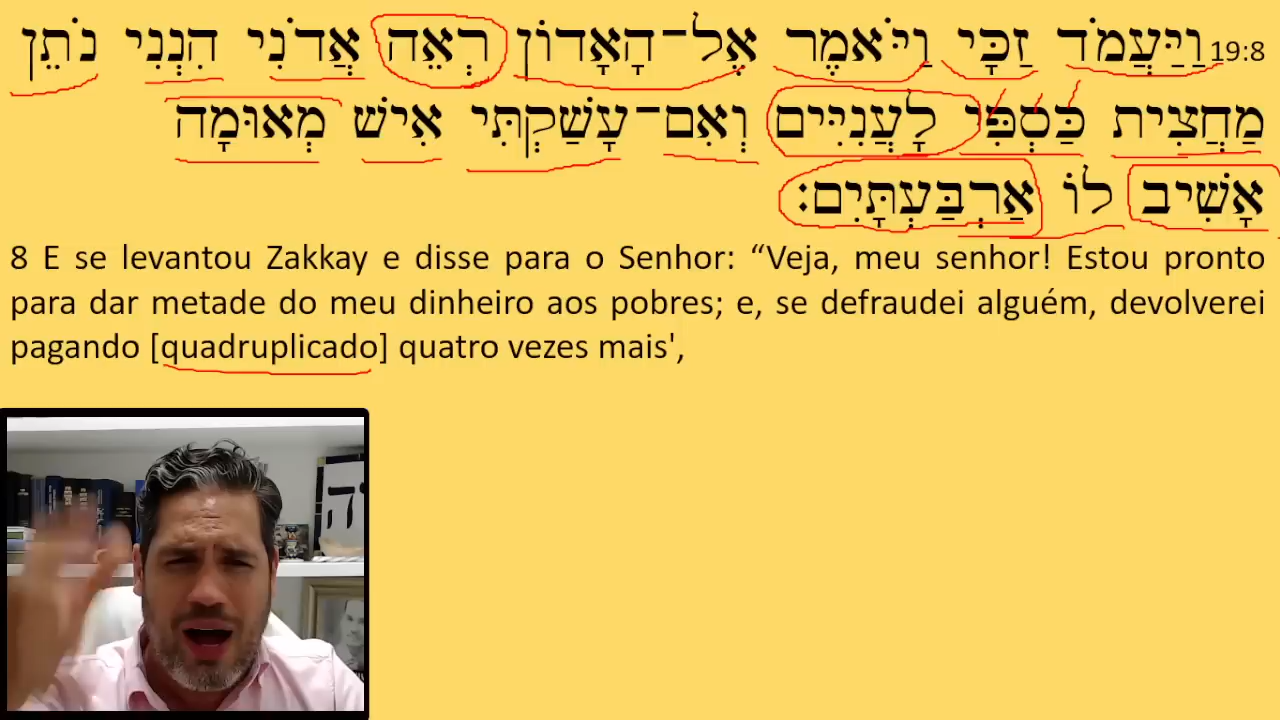 19:8 וַיַּעֲמֹד זַכָּי וַיֹּאמֶר אֶל־הָאָדוֹן רְאֵה אֲדֹנִי הִנְנִי נֹתֵן
מַחֲצִית כַּסְפִּי לָעֲנִיִּים וְאִם־עָשַׁקְתִּי אִישׁ מְאוּמָה
אָשִׁיב לוֹ אַרְבַּעְתָּיִם׃
8 E se levantou Zakkay e disse para o Senhor: “Veja, meu senhor! Estou pronto
para dar metade do meu dinheiro aos pobres; e, se defraudei alguém, devolverei
pagando [quadruplicado] quatro vezes mais',